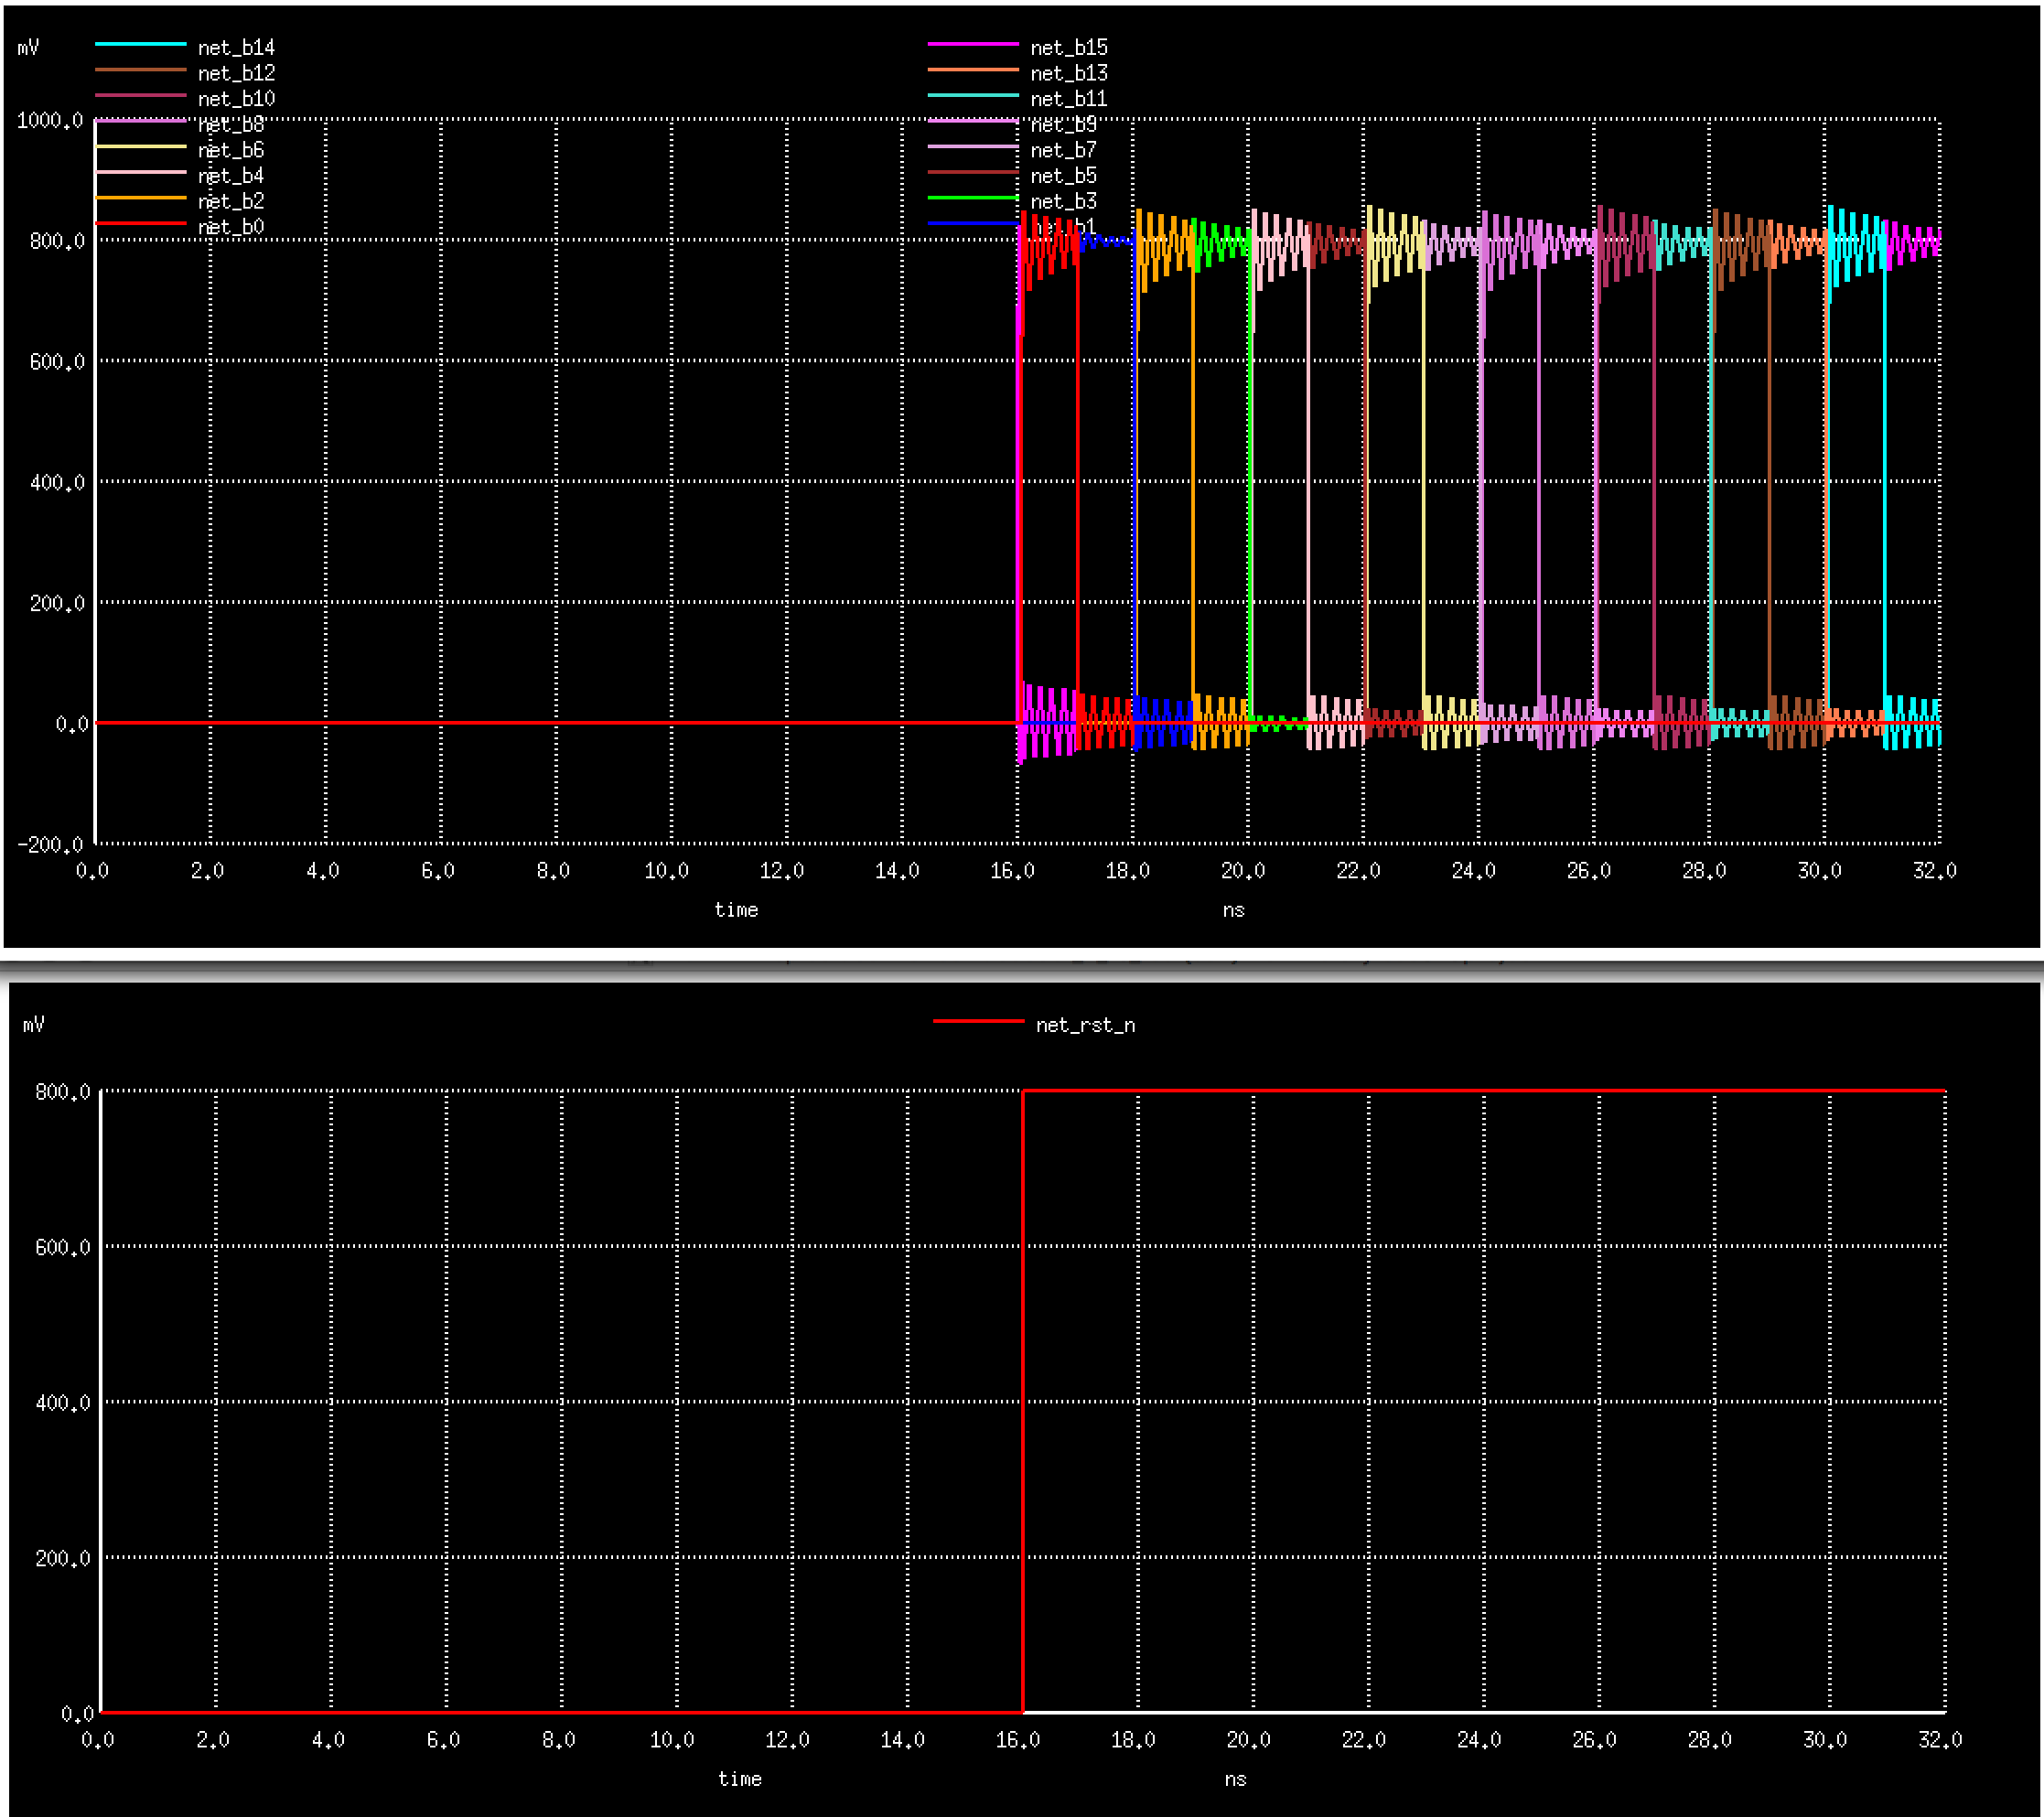 mV
net_b14 net_b15
net_b12 net_b13
net_b10 net_b11
1000.0 net_b8 net_b9
net_b6 net_b7
net_b4 net_b5
net_b2 net_b3
net_b0 net_b1
800.0
600.0
400.0
200.0
0.0
-200.0
0.0 2.0 4.0 6.0 8.0 10.0 12.0 14.0 16.0 18.0 20.0 22.0 24.0 26.0 28.0 30.0 32.0
time ns
mV net_rst_n
800.0
600.0
400.0
200.0
0.0
0.0 2.0 4.0 6.0 8.0 10.0 12.0 14.0 16.0 18.0 20.0 22.0 24.0 26.0 28.0 30.0 32.0
time ns